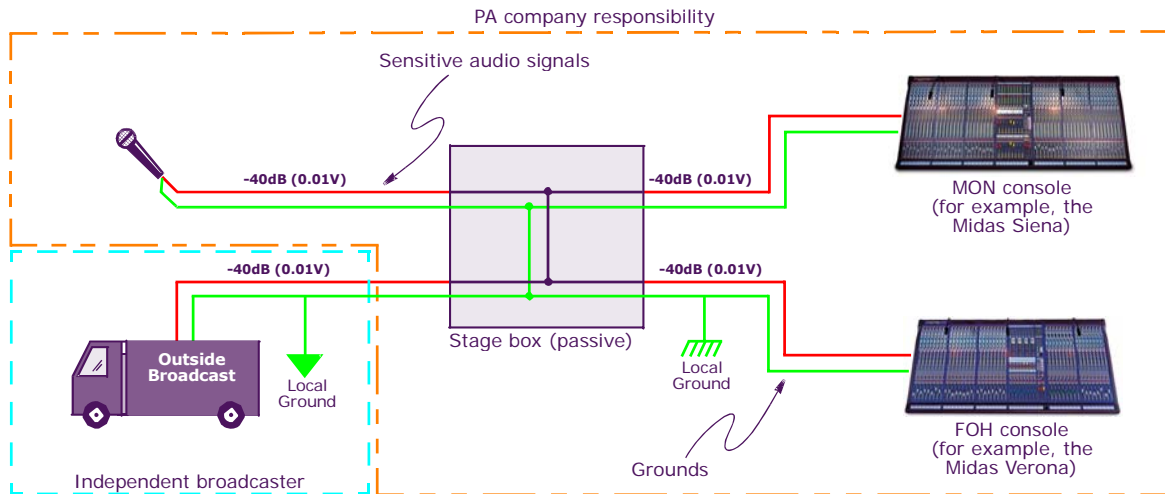 PA company responsibility
Sensitive audio signals
-40dB (0.01V)
-40dB (0.01V)
MON console
(for example, the
Midas Siena)
-40dB (0.01V)
-40dB (0.01V)
Stage box (passive)
Outside
Broadcast
Local
Ground
Local
Ground
FOH console
(for example, the
Midas Verona)
Grounds
Independent broadcaster